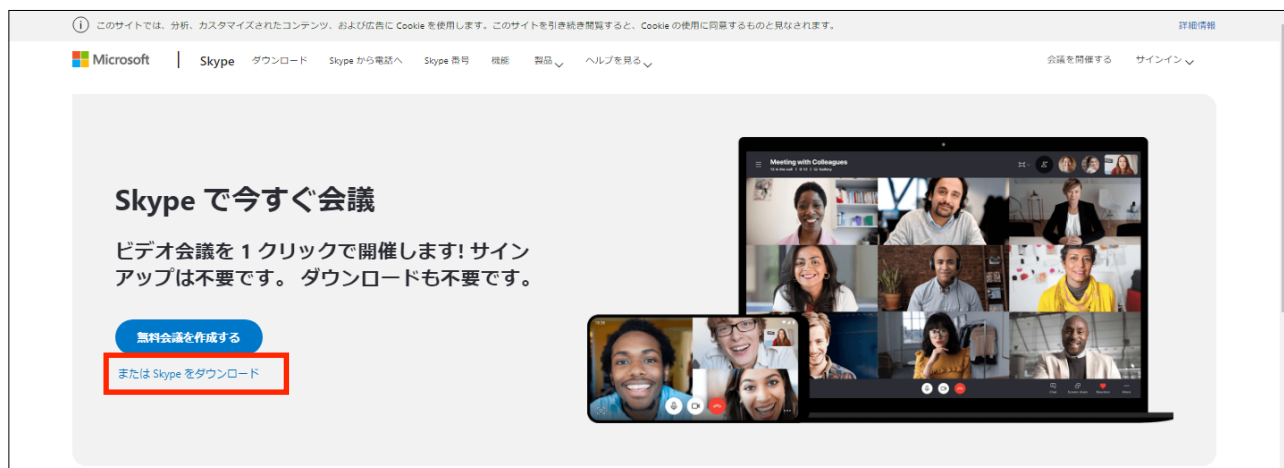 このサイトでは、分析、カスタマイズされたコンテンツ、および広告に Cookie を使用します。このサイトを引き続き閲覧すると、Cookie の使用に同意するものと見なされます。 詳細情報
Microsoft Skype ダウンロード Skype から電話へ Skype 番号 機能 製品 ヘルプを見る 会議を開催する サインイン
Meeting with Colleagues
Skype で今すぐ会議
ビデオ会議を 1 クリックで開催します! サイン
アップは不要です。 ダウンロードも不要です。
無料会議を作成する
または Skype をダウンロード